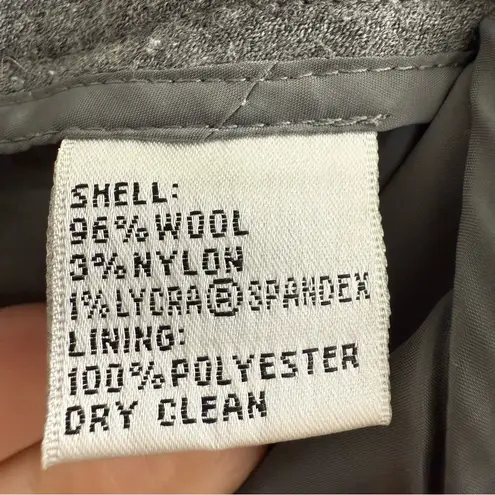 SHELL:
96% WOOL
3% NYLON
1% LYCRA® SPANDEX
LINING:
100% POLYESTER
DRY CLEAN